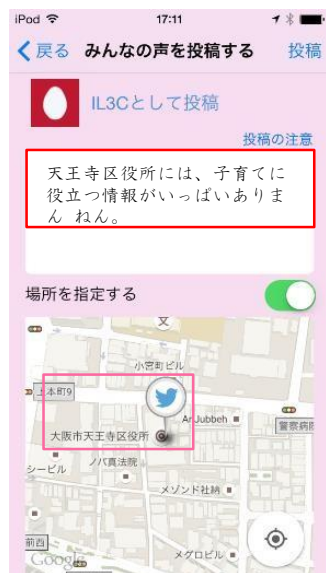 iPod 17:11
戻る みんなの声を投稿する 投稿
IL3Cとして投稿
投稿の注意
天王寺区役所には、子育てに
役立つ情報がいっぱいありま
ん ねん。
場所を指定する
文
小宮町ビル
上本町9
Ar Jubbeh
大阪市天王寺区役所
警察病院
ノバ真法院
シービル
メゾンド社納
前西
Google
メグロビル